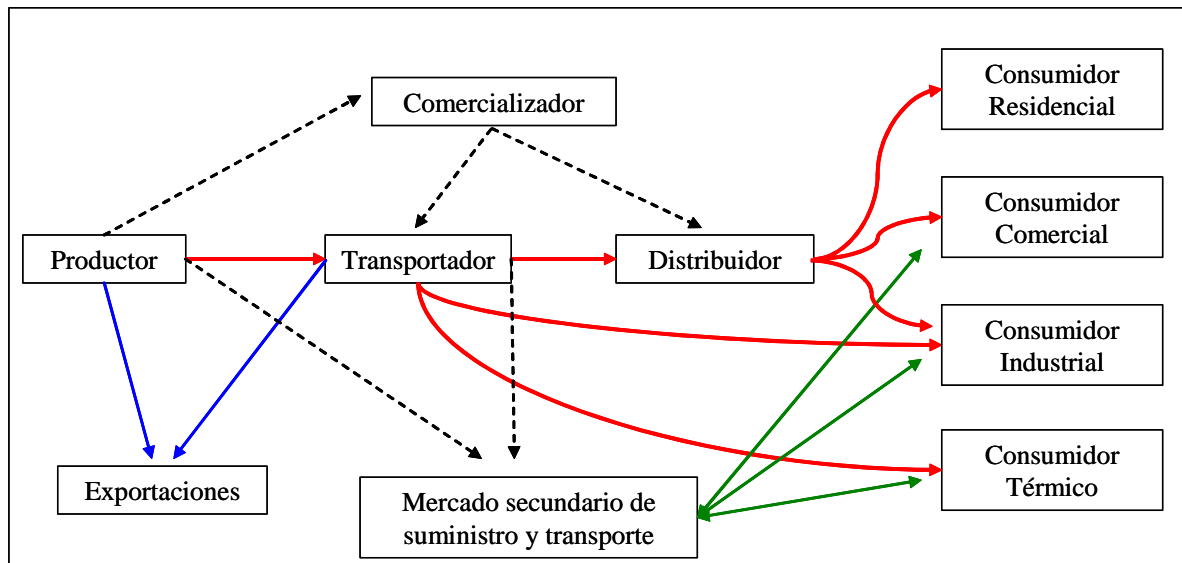 Consumidor
Residencial
Comercializador
Consumidor
Comercial
Productor
Transportador
Distribuidor
Consumidor
Industrial
Exportaciones
Mercado secundario de
suministro y transporte
Consumidor
Térmico